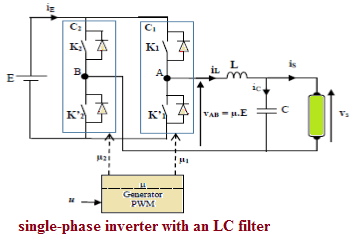 iE
C2
C1
K2
K1
E
B
A
iL
L
iS
iC
C
K'2
K'1
vAB = μ.E
vs
μ2
μ1
u
μ
Generator
PWM
single-phase inverter with an LC filter